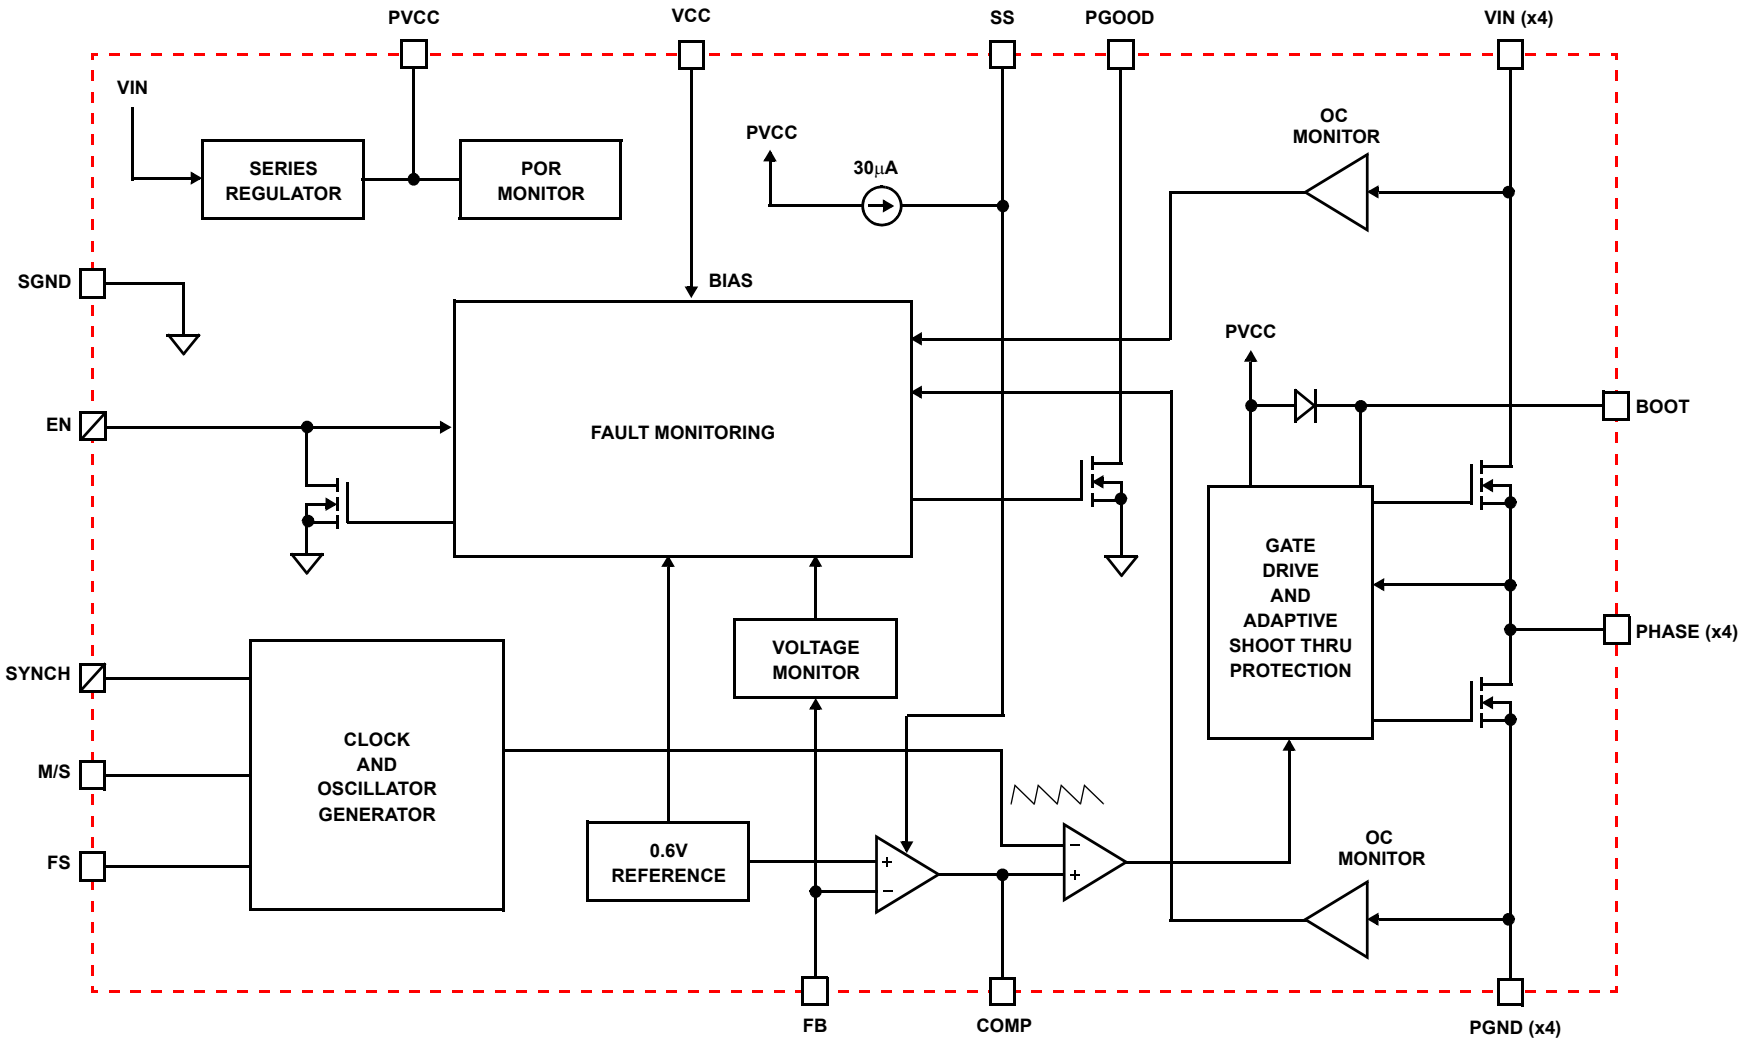 PVCC
VCC
SS
PGOOD
VIN (x4)
VIN
SERIES
REGULATOR
POR
MONITOR
PVCC
30μA
OC
MONITOR
SGND
BIAS
PVCC
EN
FAULT MONITORING
BOOT
GATE
DRIVE
AND
ADAPTIVE
SHOOT THRU
PROTECTION
PHASE (x4)
SYNCH
M/S
FS
CLOCK
AND
OSCILLATOR
GENERATOR
VOLTAGE
MONITOR
0.6V
REFERENCE
+
−
−
+
OC
MONITOR
FB
COMP
PGND (x4)